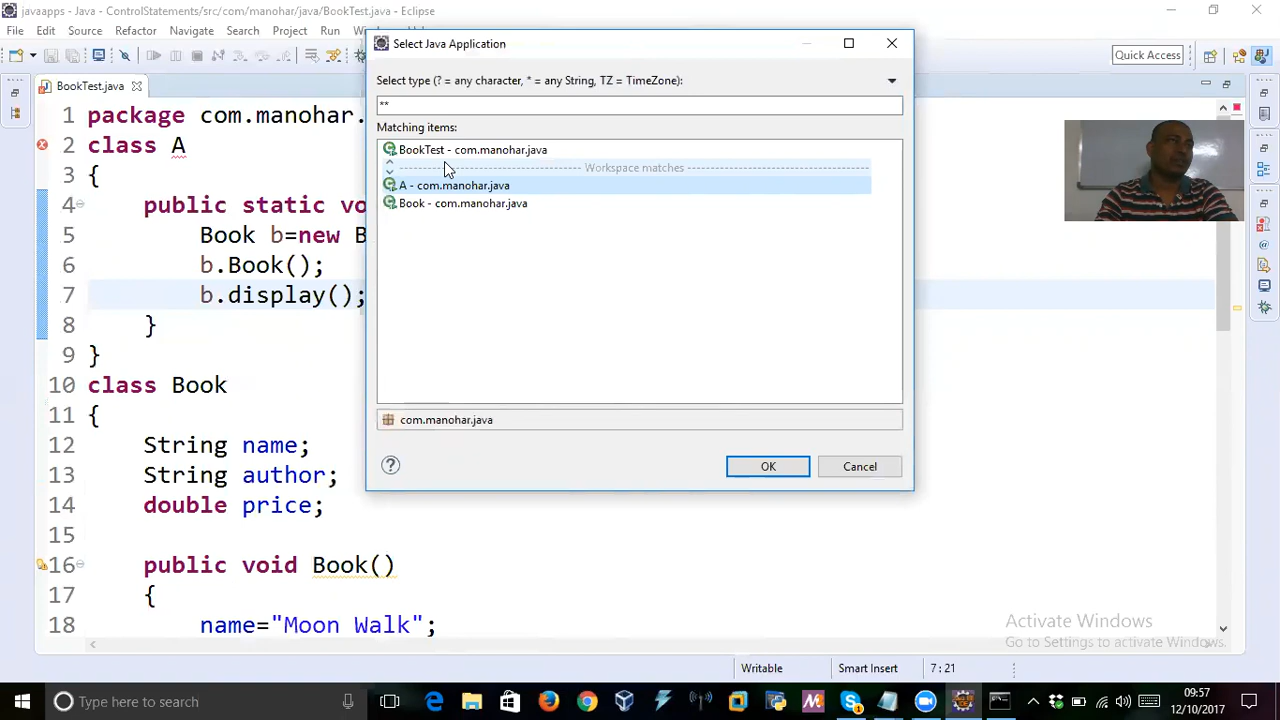 javaapps - Java - ControlStatements/src/com/manohar/java/BookTest.java - Eclipse
File Edit Source Refactor Navigate Search Project Run
Quick Access
BookTest.java
Select Java Application
Select type (? = any character, * = any String, TZ = TimeZone):
**
Matching items:
BookTest - com.manohar.java
Workspace matches
A - com.manohar.java
Book - com.manohar.java
com.manohar.java
OK Cancel
1 package com.manohar.
2 class A
3 {
4 public static vo
5 Book b=new B
6 b.Book();
7 b.display();
8 }
9 }
10 class Book
11 {
12 String name;
13 String author;
14 double price;
15
16 public void Book()
17 {
18 name="Moon Walk";
Activate Windows
Go to Settings to activate Windows.
Writable Smart Insert 7 : 21
Type here to search
09:57
12/10/2017